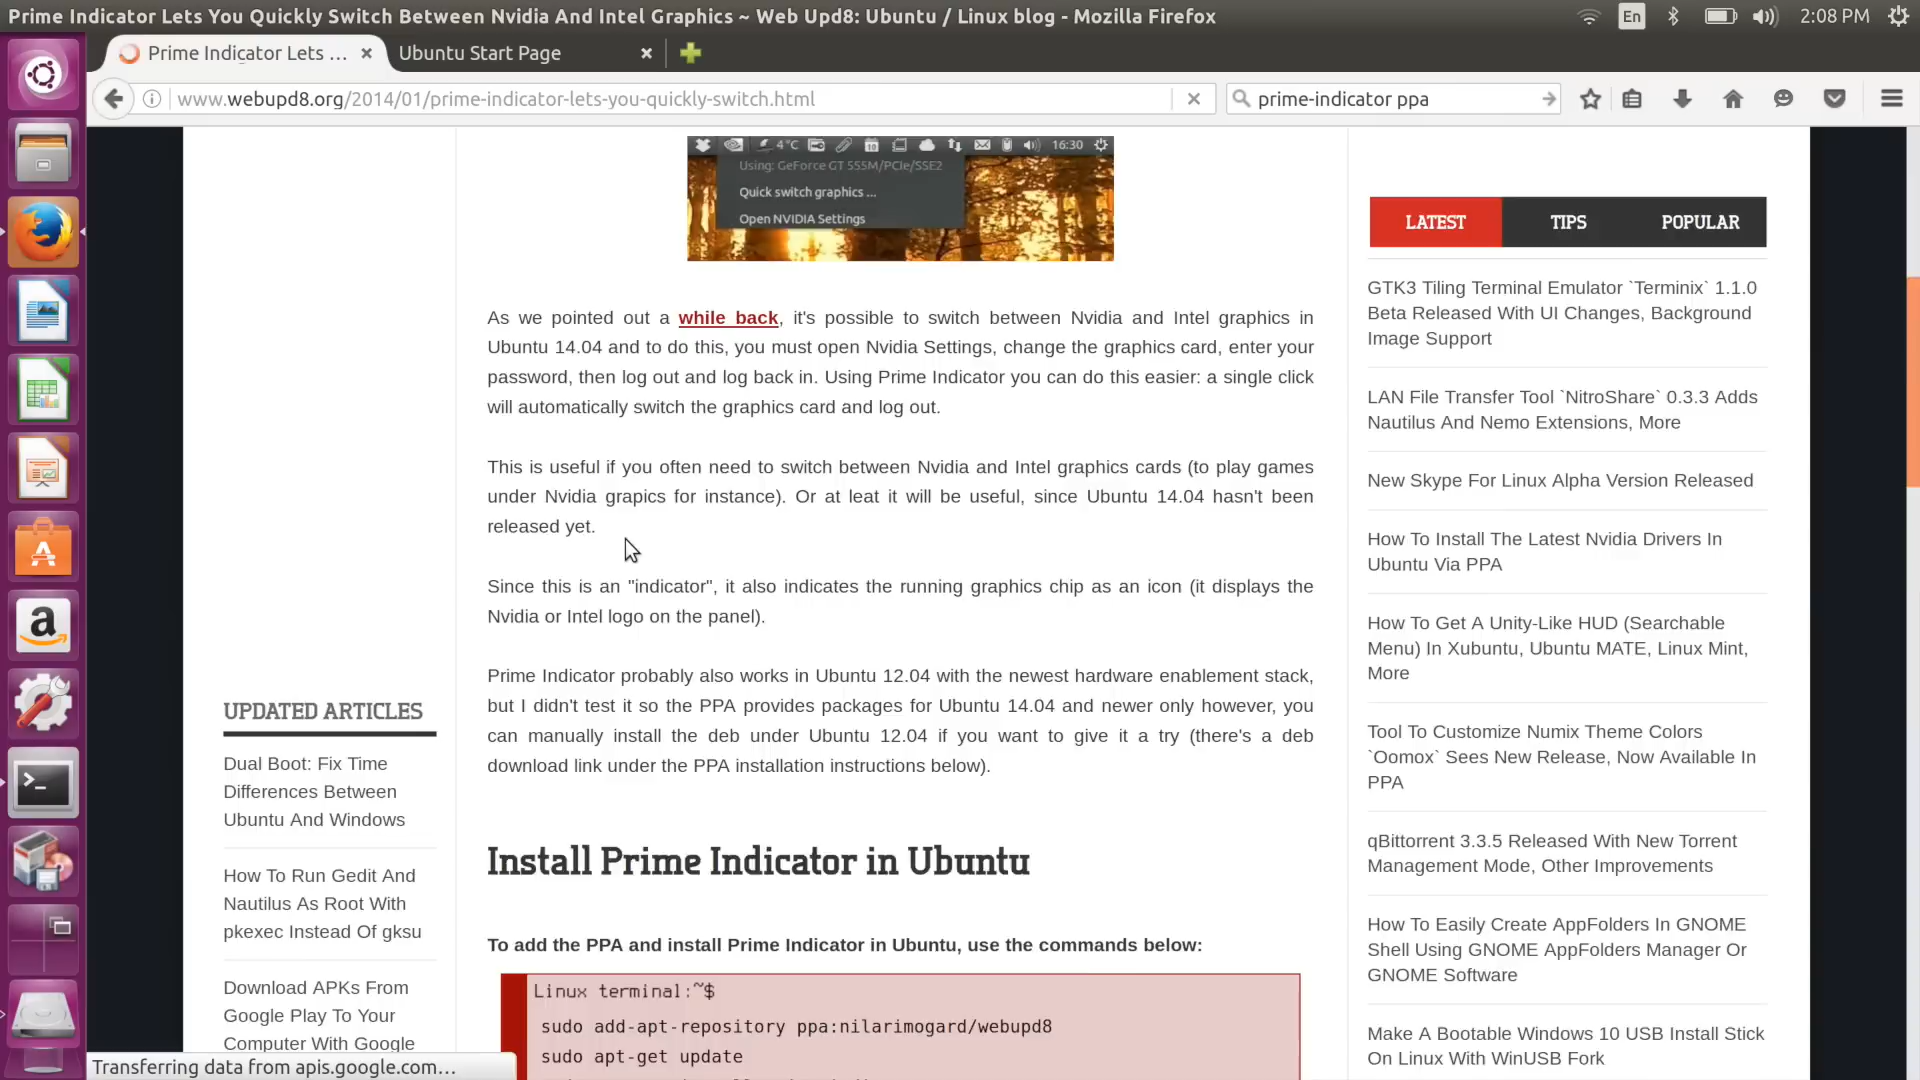 Prime Indicator Lets You Quickly Switch Between Nvidia And Intel Graphics ~ Web Upd8: Ubuntu / Linux blog - Mozilla Firefox
En
2:08 PM
Prime Indicator Lets ...
Ubuntu Start Page
www.webupd8.org/2014/01/prime-indicator-lets-you-quickly-switch.html
prime-indicator ppa
4°C
16:30
Using: GeForce GT 555M/PCIe/SSE2
Quick switch graphics ...
Open NVIDIA Settings
As we pointed out a while back, it's possible to switch between Nvidia and Intel graphics in
Ubuntu 14.04 and to do this, you must open Nvidia Settings, change the graphics card, enter your
password, then log out and log back in. Using Prime Indicator you can do this easier: a single click
will automatically switch the graphics card and log out.
This is useful if you often need to switch between Nvidia and Intel graphics cards (to play games
under Nvidia grapics for instance). Or at leat it will be useful, since Ubuntu 14.04 hasn't been
released yet.
Since this is an "indicator", it also indicates the running graphics chip as an icon (it displays the
Nvidia or Intel logo on the panel).
Prime Indicator probably also works in Ubuntu 12.04 with the newest hardware enablement stack,
but I didn't test it so the PPA provides packages for Ubuntu 14.04 and newer only however, you
can manually install the deb under Ubuntu 12.04 if you want to give it a try (there's a deb
download link under the PPA installation instructions below).
Install Prime Indicator in Ubuntu
To add the PPA and install Prime Indicator in Ubuntu, use the commands below:
Linux terminal:~$
sudo add-apt-repository ppa:nilarimogard/webupd8
sudo apt-get update
UPDATED ARTICLES
Dual Boot: Fix Time
Differences Between
Ubuntu And Windows
How To Run Gedit And
Nautilus As Root With
pkexec Instead Of gksu
Download APKs From
Google Play To Your
Computer With Google
LATEST
TIPS
POPULAR
GTK3 Tiling Terminal Emulator `Terminix` 1.1.0
Beta Released With UI Changes, Background
Image Support
LAN File Transfer Tool `NitroShare` 0.3.3 Adds
Nautilus And Nemo Extensions, More
New Skype For Linux Alpha Version Released
How To Install The Latest Nvidia Drivers In
Ubuntu Via PPA
How To Get A Unity-Like HUD (Searchable
Menu) In Xubuntu, Ubuntu MATE, Linux Mint,
More
Tool To Customize Numix Theme Colors
`Oomox` Sees New Release, Now Available In
PPA
qBittorrent 3.3.5 Released With New Torrent
Management Mode, Other Improvements
How To Easily Create AppFolders In GNOME
Shell Using GNOME AppFolders Manager Or
GNOME Software
Make A Bootable Windows 10 USB Install Stick
On Linux With WinUSB Fork
Transferring data from apis.google.com...